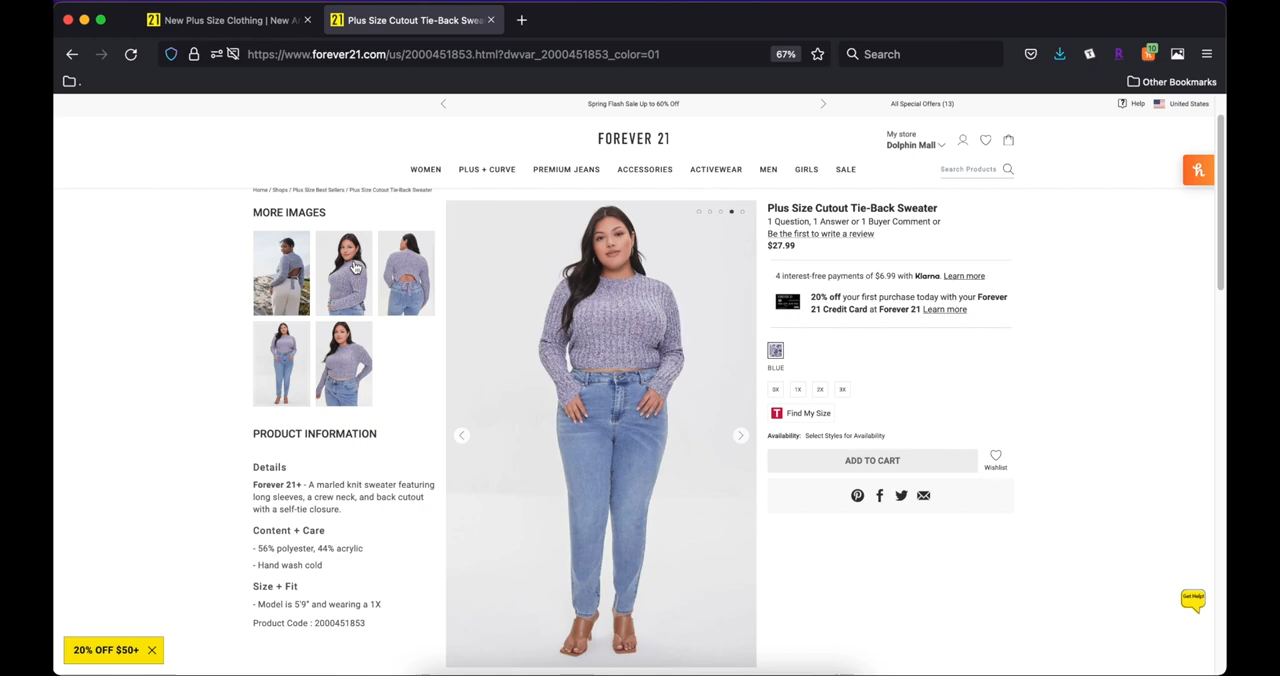 21 New Plus Size Clothing | New A
21 Plus Size Cutout Tie-Back Swea
https://www.forever21.com/us/2000451853.html?dwvar_2000451853_color=01
67%
Search
10
.
Other Bookmarks
Spring Flash Sale Up to 60% Off
All Special Offers (13)
Help
United States
FOREVER 21
My store
Dolphin Mall
WOMEN
PLUS + CURVE
PREMIUM JEANS
ACCESSORIES
ACTIVEWEAR
MEN
GIRLS
SALE
Search Products
h
Home / Shops / Plus Size Best Sellers / Plus Size Cutout Tie-Back Sweater
MORE IMAGES
PRODUCT INFORMATION
Details
Forever 21+ - A marled knit sweater featuring
long sleeves, a crew neck, and back cutout
with a self-tie closure.
Content + Care
- 56% polyester, 44% acrylic
- Hand wash cold
Size + Fit
- Model is 5'9" and wearing a 1X
Product Code : 2000451853
20% OFF $50+
Plus Size Cutout Tie-Back Sweater
1 Question, 1 Answer or 1 Buyer Comment or
Be the first to write a review
$27.99
4 interest-free payments of $6.99 with Klarna. Learn more
20% off your first purchase today with your Forever
21 Credit Card at Forever 21 Learn more
BLUE
0X 1X 2X 3X
T Find My Size
Availability: Select Styles for Availability
ADD TO CART
Wishlist
Get Help!